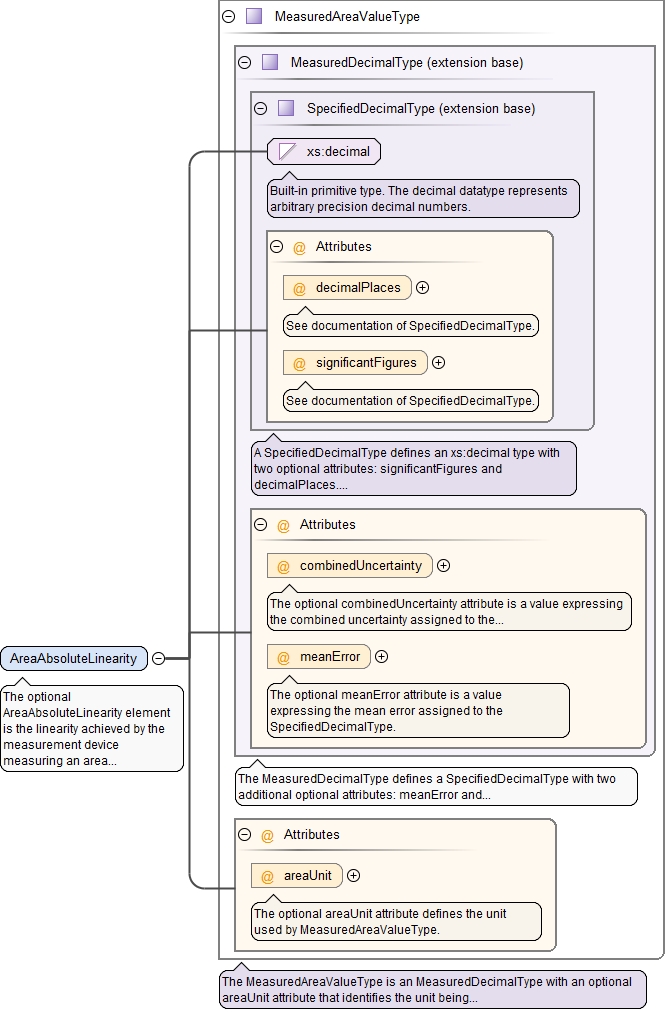 MeasuredAreaValueType
MeasuredDecimalType (extension base)
SpecifiedDecimalType (extension base)
xs:decimal
Built-in primitive type. The decimal datatype represents
arbitrary precision decimal numbers.
@ Attributes
@ decimalPlaces
See documentation of SpecifiedDecimalType.
@ significantFigures
See documentation of SpecifiedDecimalType.
A SpecifiedDecimalType defines an xs:decimal type with
two optional attributes: significantFigures and
decimalPlaces....
@ Attributes
@ combinedUncertainty
The optional combinedUncertainty attribute is a value expressing
the combined uncertainty assigned to the...
@ meanError
The optional meanError attribute is a value
expressing the mean error assigned to the
SpecifiedDecimalType.
AreaAbsoluteLinearity
The optional
AreaAbsoluteLinearity element
is the linearity achieved by the
measurement device
measuring an area...
The MeasuredDecimalType defines a SpecifiedDecimalType with two
additional optional attributes: meanError and...
@ Attributes
@ areaUnit
The optional areaUnit attribute defines the unit
used by MeasuredAreaValueType.
The MeasuredAreaValueType is an MeasuredDecimalType with an optional
areaUnit attribute that identifies the unit being...